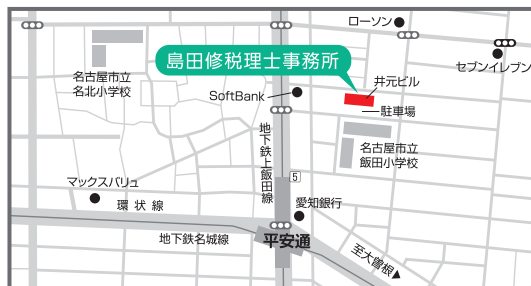 ローソン
島田修税理士事務所
セブンイレブン
名古屋市立
名北小学校
SoftBank
井元ビル
駐車場
地下鉄上飯田線
名古屋市立
飯田小学校
5
マックスバリュ
環状線
愛知銀行
地下鉄名城線
平安通
至大曽根